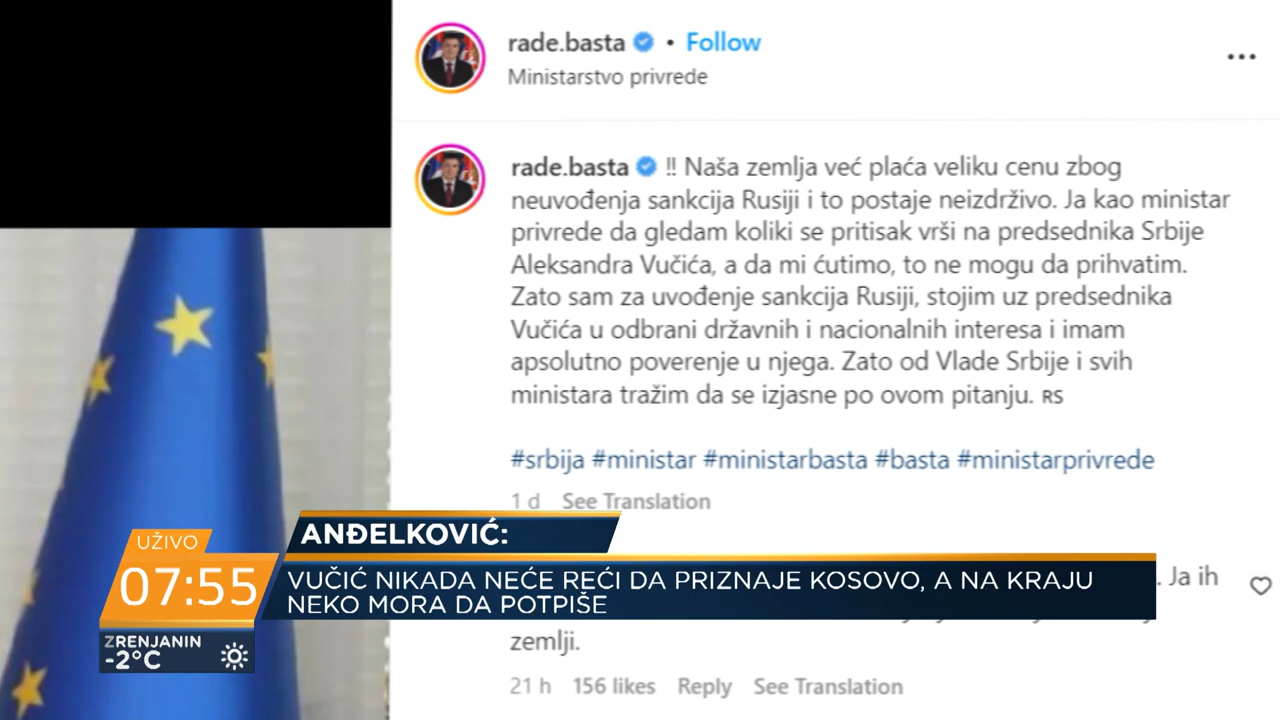 rade.basta • Follow
Ministarstvo privrede
rade.basta !! Naša zemlja već plaća veliku cenu zbog
neuvođenja sankcija Rusiji i to postaje neizdrživo. Ja kao ministar
privrede da gledam koliki se pritisak vrši na predsednika Srbije
Aleksandra Vučića, a da mi ćutimo, to ne mogu da prihvatim.
Zato sam za uvođenje sankcija Rusiji, stojim uz predsednika
Vučića u odbrani državnih i nacionalnih interesa i imam
apsolutno poverenje u njega. Zato od Vlade Srbije i svih
ministara tražim da se izjasne po ovom pitanju. RS
#srbija #ministar #ministarbasta #basta #ministarprivrede
1 d See Translation
. Ja ih
zemlji.
21 h 156 likes Reply See Translation
UŽIVO
07:55
ZRENJANIN
-2°C
ANĐELKOVIĆ:
VUČIĆ NIKADA NEĆE REĆI DA PRIZNAJE KOSOVO, A NA KRAJU
NEKO MORA DA POTPIŠE